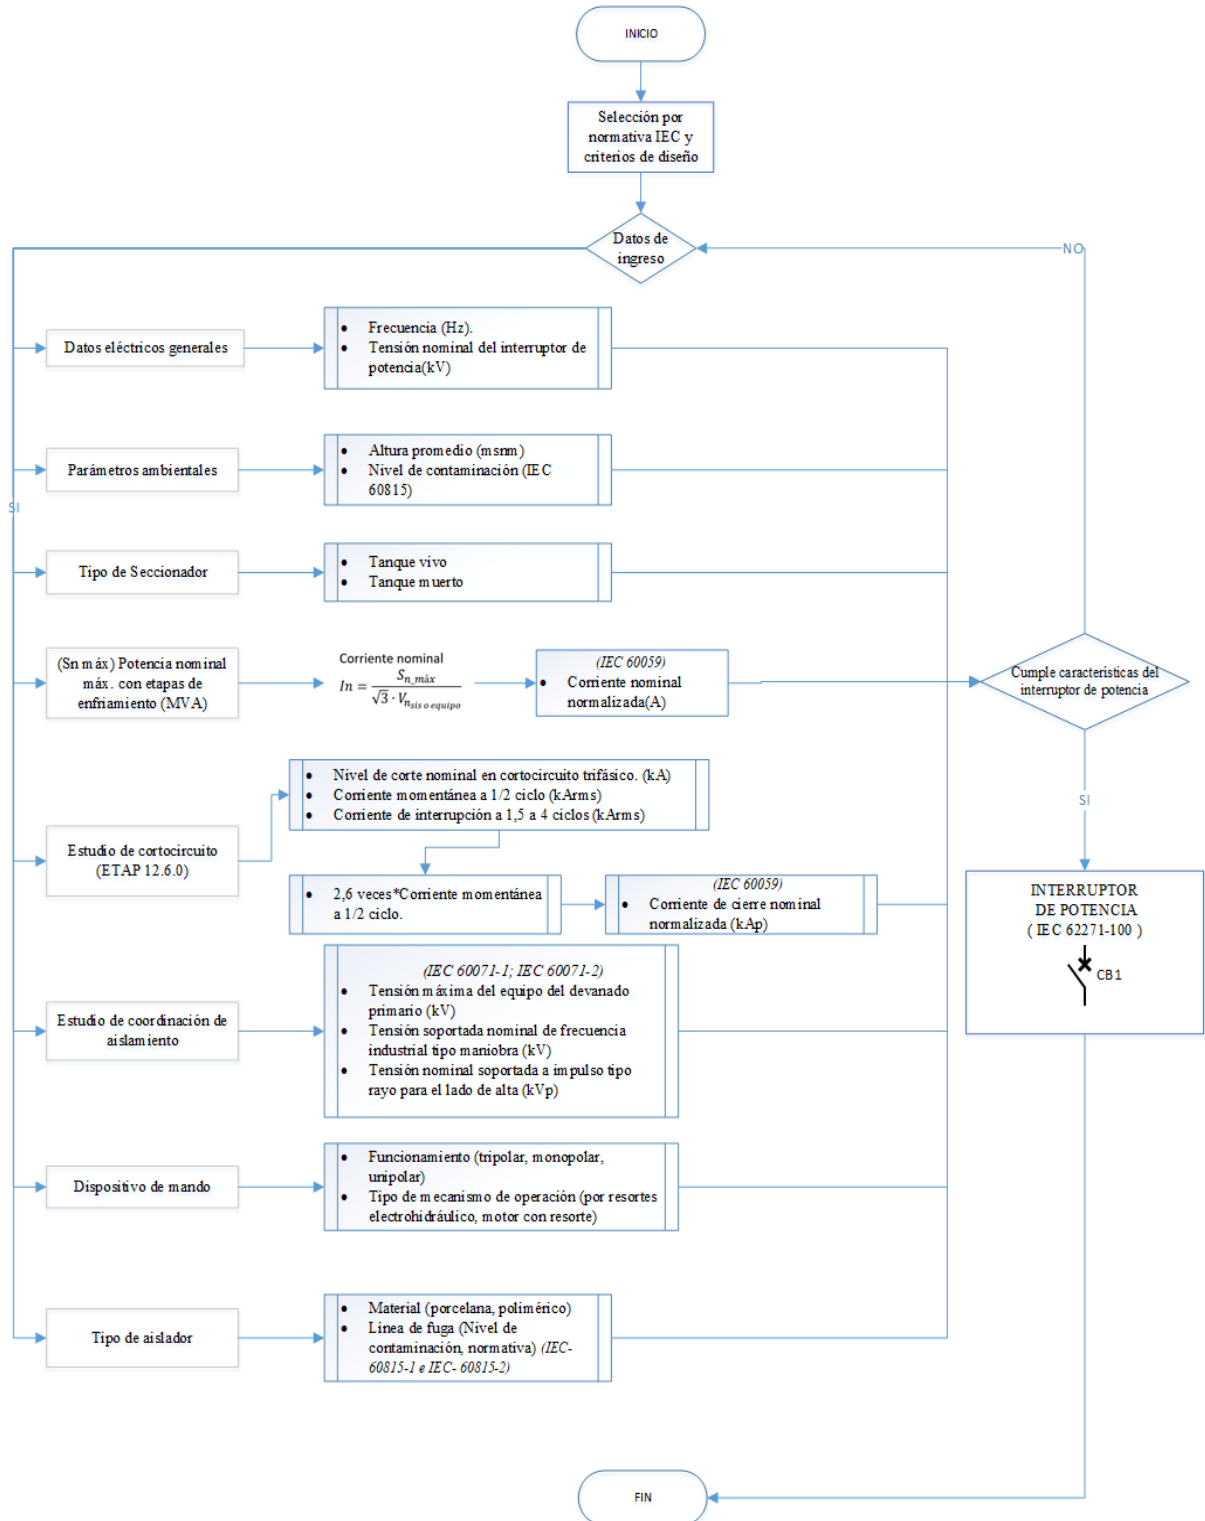 INICIO
Selección por
normativa IEC y
criterios de diseño
Datos de
ingreso
NO
SI
Datos eléctricos generales
• Frecuencia (Hz).
• Tensión nominal del interruptor de
potencia(kV)
Parámetros ambientales
• Altura promedio (msnm)
• Nivel de contaminación (IEC
60815)
Tipo de Seccionador
• Tanque vivo
• Tanque muerto
(Sn máx) Potencia nominal
máx. con etapas de
enfriamiento (MVA)
Corriente nominal
In = S_{n_máx} / (√3 · V_{n_{sis o equipo}})
(IEC 60059)
• Corriente nominal
normalizada(A)
Cumple características del
interruptor de potencia
Estudio de cortocircuito
(ETAP 12.6.0)
• Nivel de corte nominal en cortocircuito trifásico. (kA)
• Corriente momentánea a 1/2 ciclo (kArms)
• Corriente de interrupción a 1,5 a 4 ciclos (kArms)
• 2,6 veces*Corriente momentánea
a 1/2 ciclo.
(IEC 60059)
• Corriente de cierre nominal
normalizada (kAp)
SI
INTERRUPTOR
DE POTENCIA
( IEC 62271-100 )
CB1
Estudio de coordinación de
aislamiento
(IEC 60071-1; IEC 60071-2)
• Tensión máxima del equipo del devanado
primario (kV)
• Tensión soportada nominal de frecuencia
industrial tipo maniobra (kV)
• Tensión nominal soportada a impulso tipo
rayo para el lado de alta (kVp)
Dispositivo de mando
• Funcionamiento (tripolar, monopolar,
unipolar)
• Tipo de mecanismo de operación (por resortes
electrohidráulico, motor con resorte)
Tipo de aislador
• Material (porcelana, polimérico)
• Línea de fuga (Nivel de
contaminación, normativa) (IEC-
60815-1 e IEC- 60815-2)
FIN